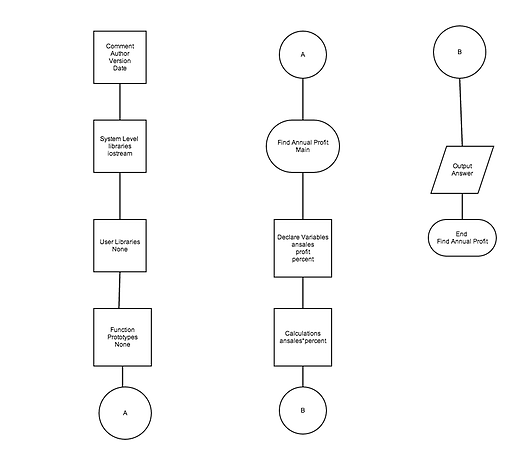 Comment
Author
Version
Date
System Level
libraries
iostream
User Libraries
None
Function
Prototypes
None
A
A
Find Annual Profit
Main
Declare Variables
ansales
profit
percent
Calculations
ansales*percent
B
B
Output
Answer
End
Find Annual Profit